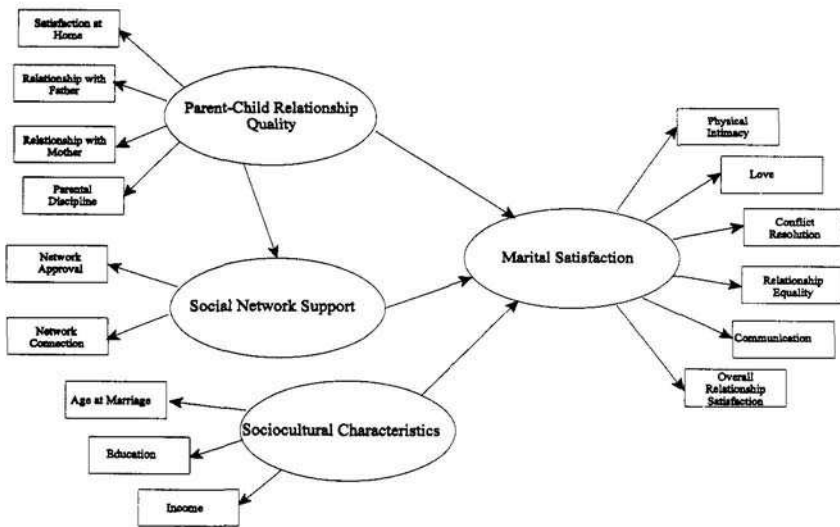 Satisfaction at
Home
Relationship with
Father
Relationship with
Mother
Parental
Discipline
Parent-Child Relationship
Quality
Network
Approval
Network
Connection
Social Network Support
Age at Marriage
Education
Income
Sociocultural Characteristics
Marital Satisfaction
Physical
Intimacy
Love
Conflict
Resolution
Relationship
Equality
Communication
Overall
Relationship
Satisfaction